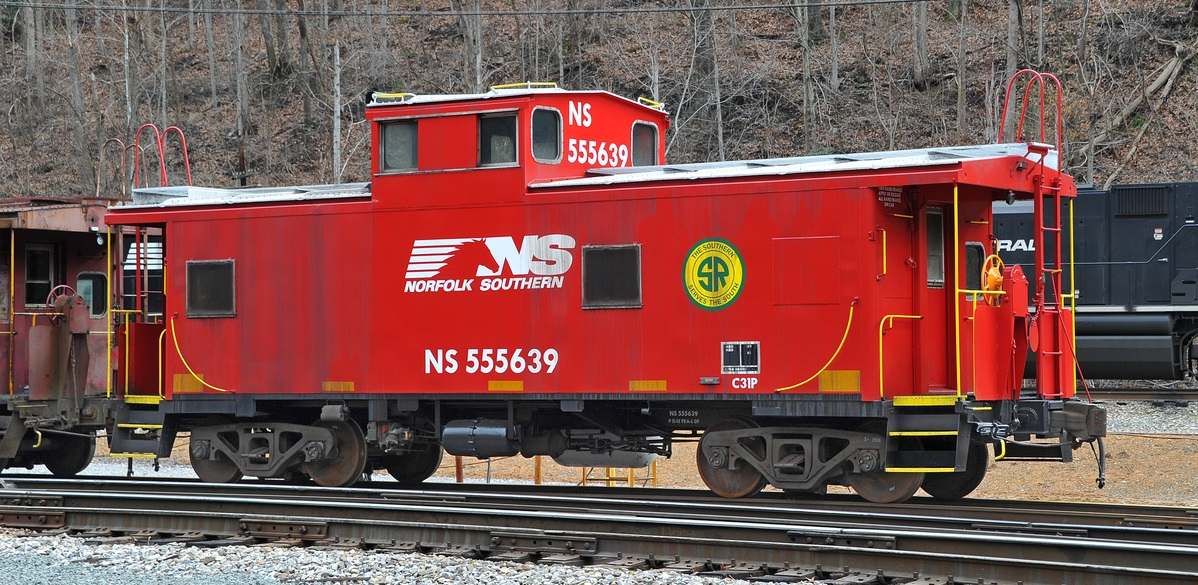 NS
555639
NS
NORFOLK SOUTHERN
THE SOUTHERN
SR
SERVES THE SOUTH
NS 555639
C31P
NS 555639
RAL